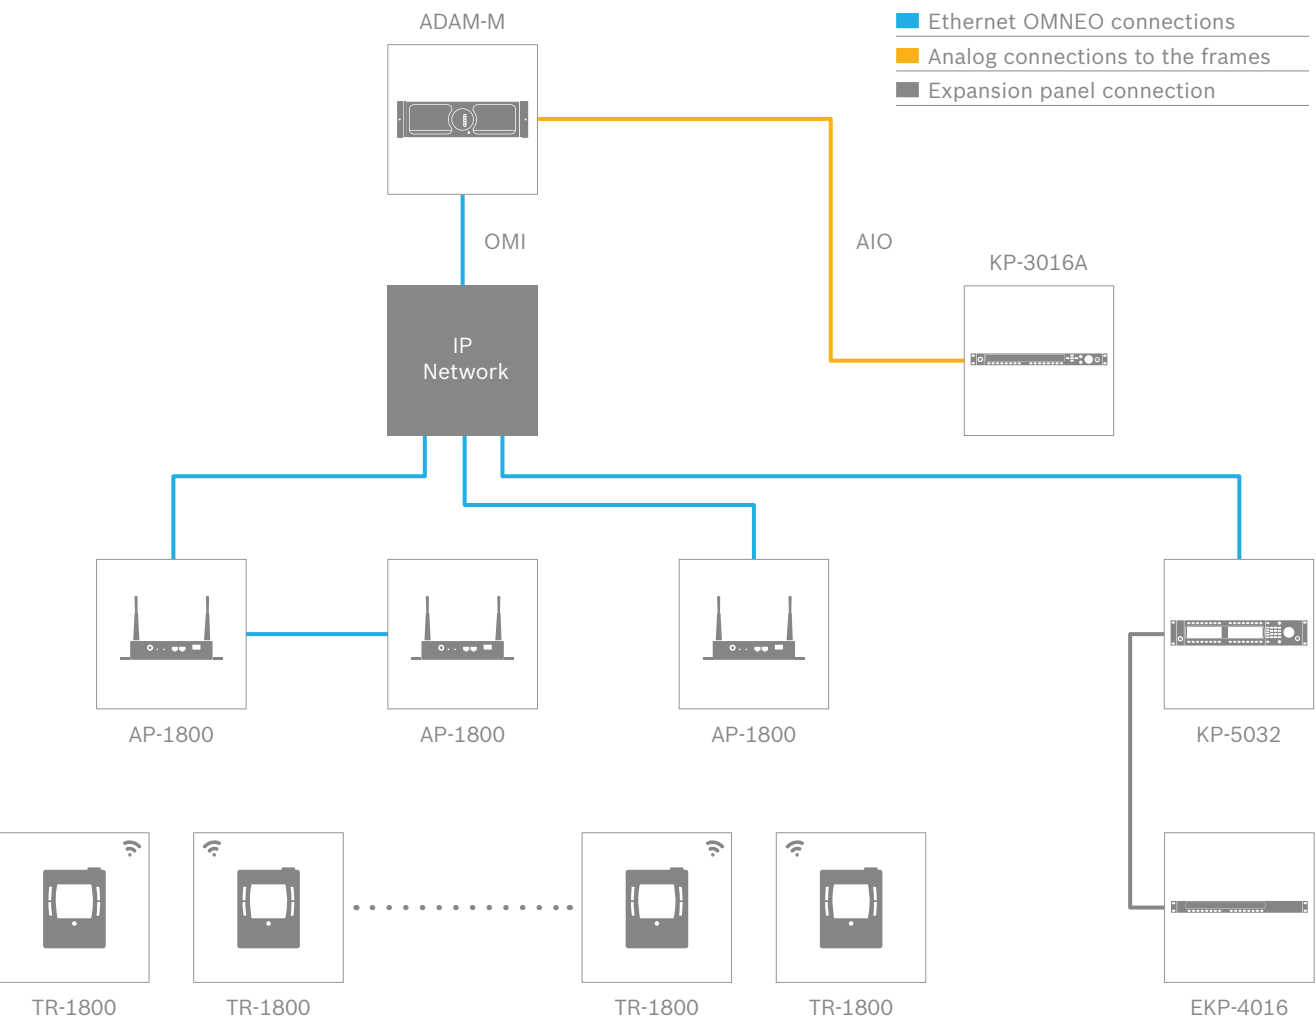 ADAM-M
Ethernet OMNEO connections
Analog connections to the frames
Expansion panel connection
OMI
AIO
KP-3016A
IP
Network
AP-1800
AP-1800
AP-1800
KP-5032
TR-1800
TR-1800
TR-1800
TR-1800
EKP-4016